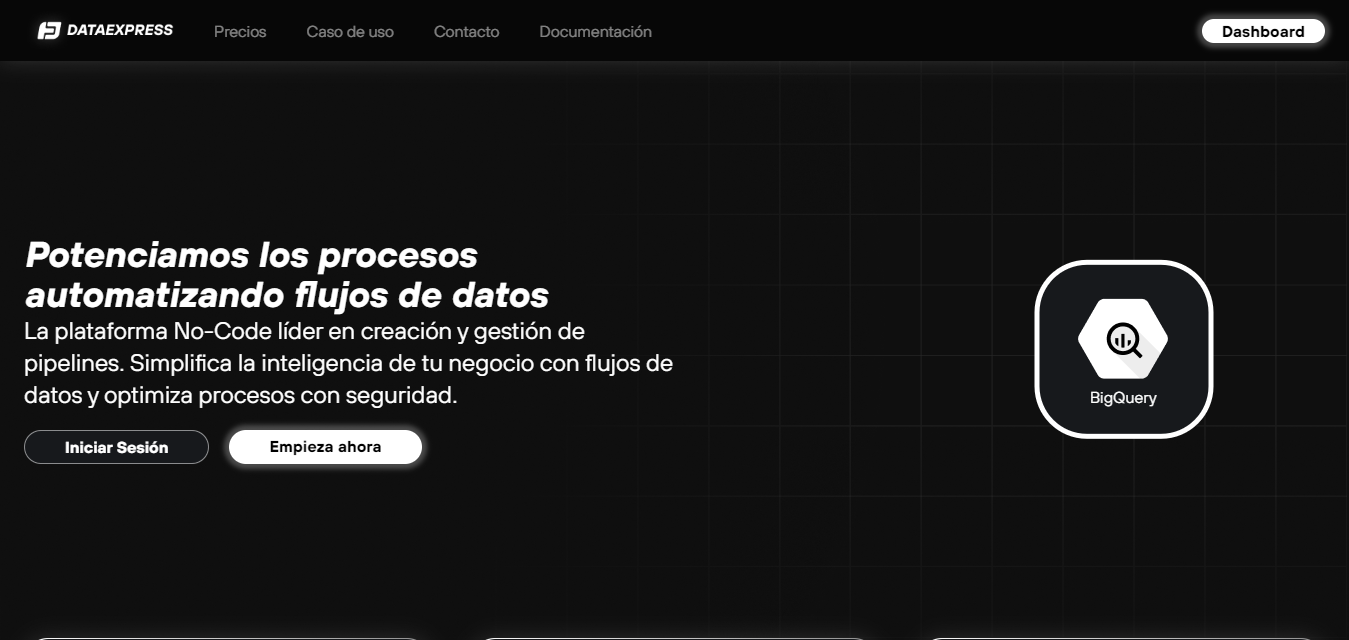 DATAEXPRESS Precios Caso de uso Contacto Documentación Dashboard
Potenciamos los procesos
automatizando flujos de datos
La plataforma No-Code líder en creación y gestión de
pipelines. Simplifica la inteligencia de tu negocio con flujos de
datos y optimiza procesos con seguridad.
Iniciar Sesión Empieza ahora
BigQuery